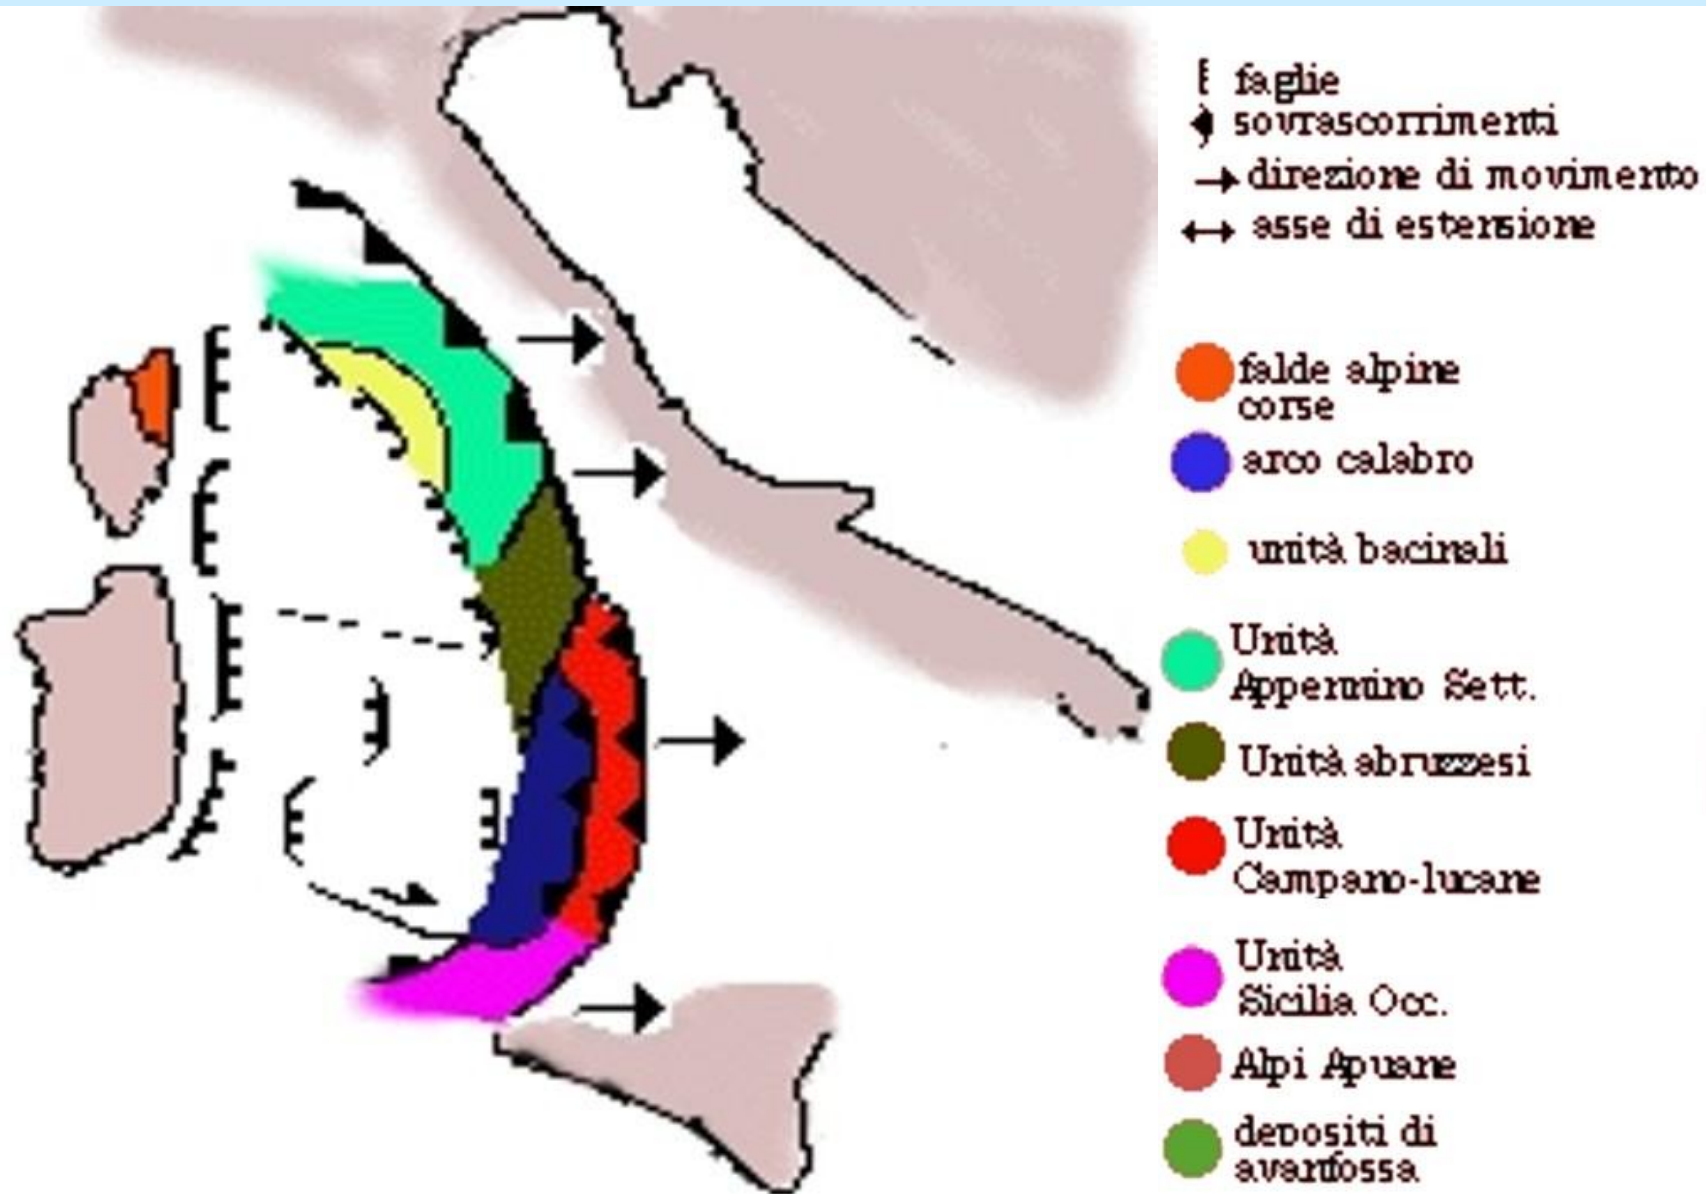 faglie
sovrascorrimenti
direzione di movimento
asse di estensione
falde alpine
corse
arco calabro
unità bacinali
Unità
Appennino Sett.
Unità abruzzesi
Unità
Campano-lucane
Unità
Sicilia Occ.
Alpi Apuane
depositi di
avanfossa